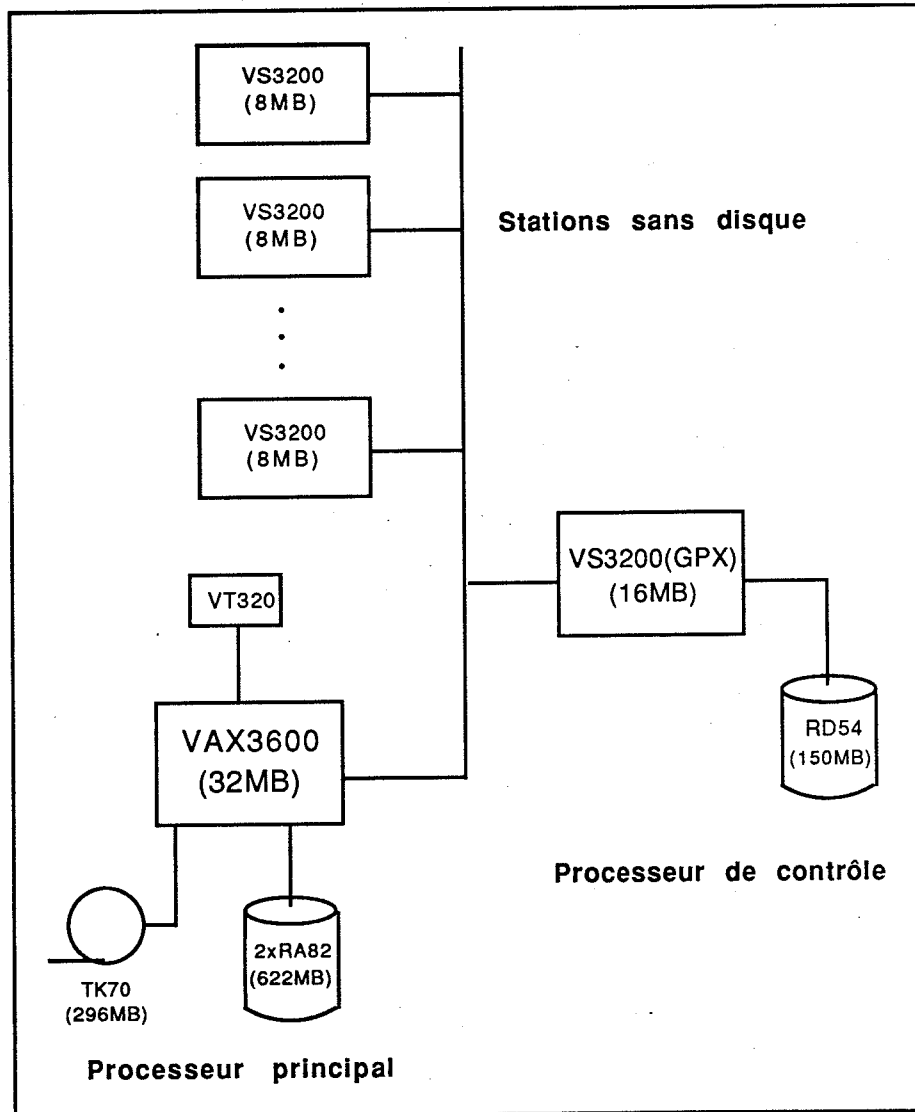 VS3200
(8MB)
VS3200
(8MB)
Stations sans disque
VS3200
(8MB)
VS3200(GPX)
(16MB)
VT320
VAX3600
(32MB)
RD54
(150MB)
Processeur de contrôle
2xRA82
(622MB)
TK70
(296MB)
Processeur principal